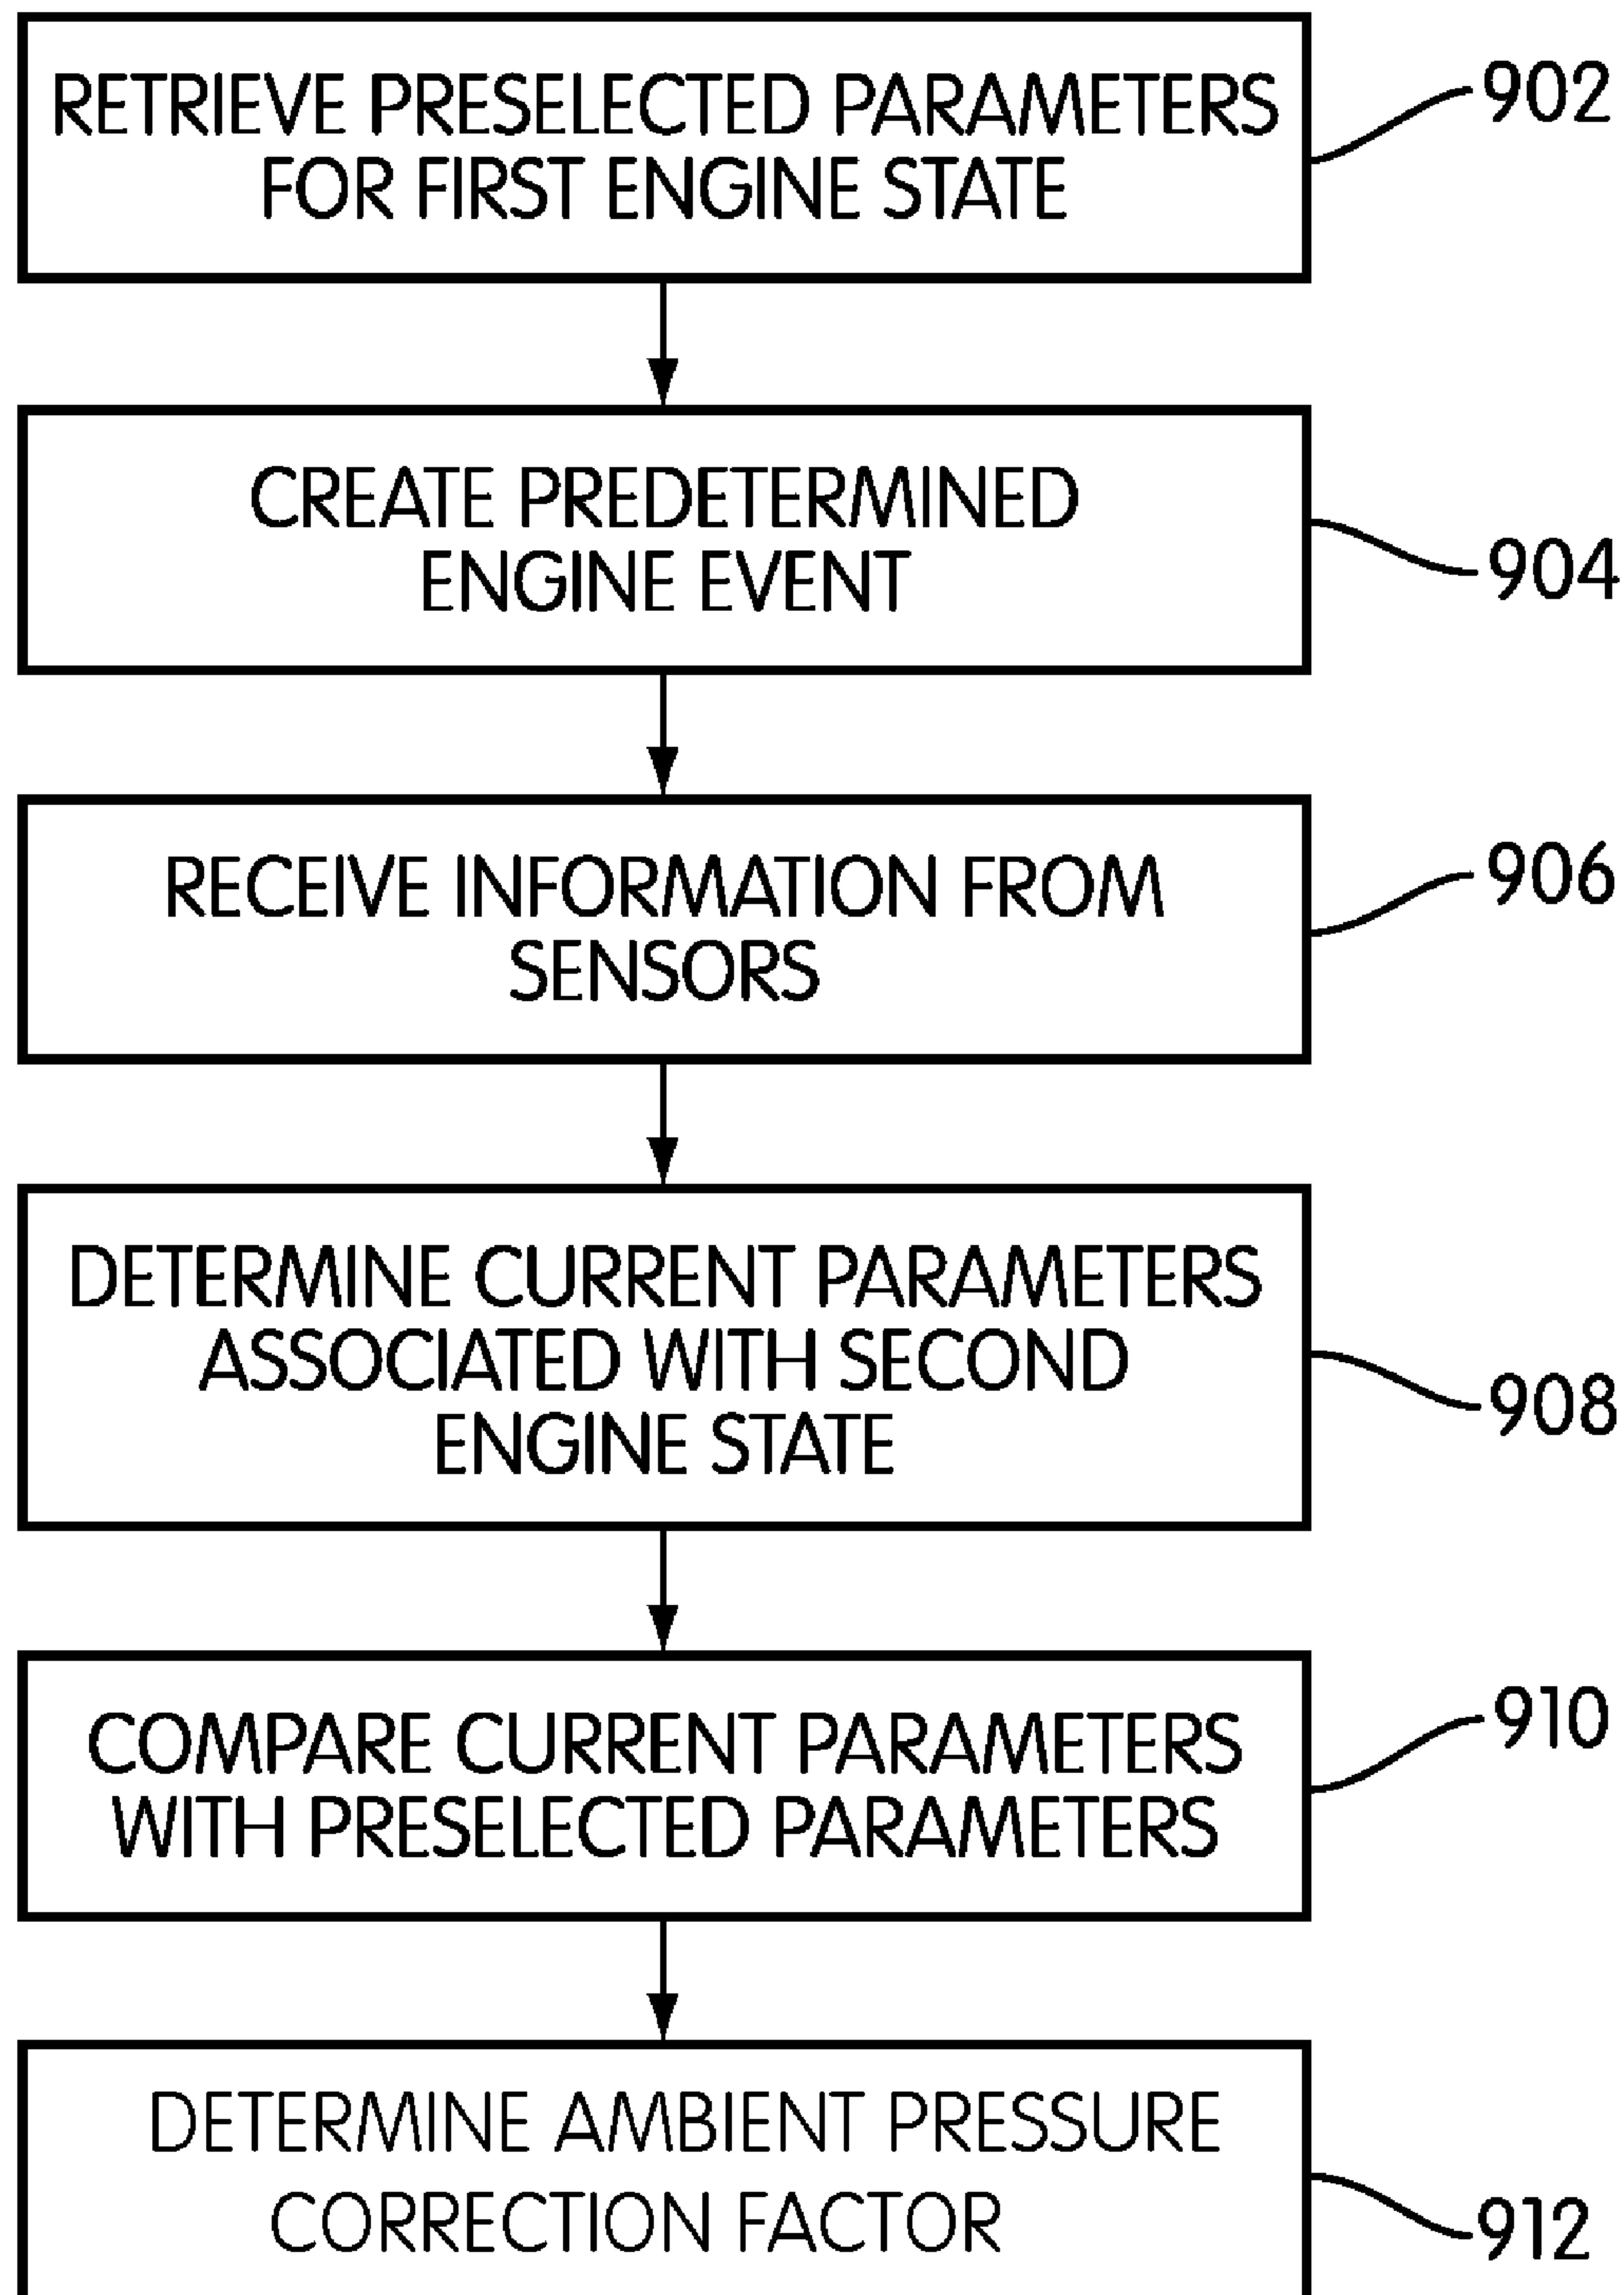 RETRIEVE PRESELECTED PARAMETERS
FOR FIRST ENGINE STATE
902
CREATE PREDETERMINED
ENGINE EVENT
904
RECEIVE INFORMATION FROM
SENSORS
906
DETERMINE CURRENT PARAMETERS
ASSOCIATED WITH SECOND
ENGINE STATE
908
COMPARE CURRENT PARAMETERS
WITH PRESELECTED PARAMETERS
910
DETERMINE AMBIENT PRESSURE
CORRECTION FACTOR
912